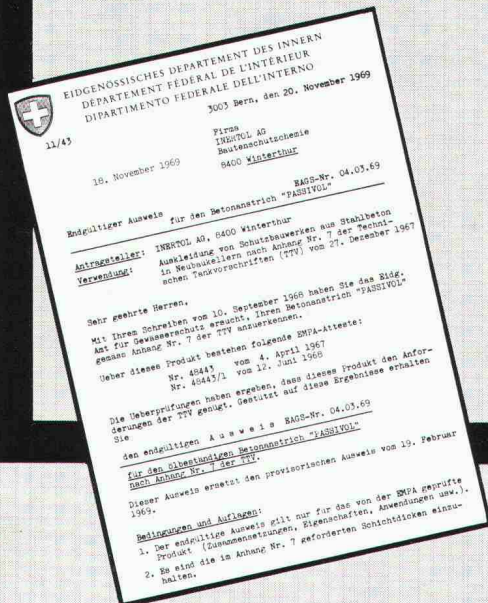 EIDGENÖSSISCHES DEPARTEMENT DES INNERN
DÉPARTEMENT FÉDÉRAL DE L'INTÉRIEUR
DIPARTIMENTO FEDERALE DELL'INTERNO
11/43
3003 Bern, den 20. November 1969
18. November 1969
Firma
INERTOL AG
Bautenschutzchemie
8400 Winterthur
Endgültiger Ausweis für den Betonanstrich "PASSIVOL" EAGS-Nr. 04.03.69
Antragsteller: INERTOL AG, 8400 Winterthur
Verwendung: Auskleidung von Schutzbauwerken aus Stahlbeton
in Neubaukellern nach Anhang Nr. 7 der Techni-
schen Tankvorschriften (TTV) vom 27. Dezember 1967
Sehr geehrte Herren,
Mit Ihrem Schreiben vom 10. September 1968 haben Sie das Eidg.
Amt für Gewässerschutz ersucht, Ihren Betonanstrich "PASSIVOL"
gemäss Anhang Nr. 7 der TTV anzuerkennen.
Ueber dieses Produkt bestehen folgende EMPA-Atteste:
Nr. 48443 vom 4. April 1967
Nr. 48443/1 vom 12. Juni 1968
Die Ueberprüfungen haben ergeben, dass dieses Produkt den Anfor-
derungen der TTV genügt. Gestützt auf diese Ergebnisse erhalten
Sie
den endgültigen A u s w e i s EAGS-Nr. 04.03.69
für den ölbeständigen Betonanstrich "PASSIVOL"
nach Anhang Nr. 7 der TTV.
Dieser Ausweis ersetzt den provisorischen Ausweis vom 19. Februar
1969.
Bedingungen und Auflagen:
1. Der endgültige Ausweis gilt nur für das von der EMPA geprüfte
Produkt (Zusammensetzungen, Eigenschaften, Anwendungen usw.).
2. Es sind die im Anhang Nr. 7 geforderten Schichtdicken einzu-
halten.